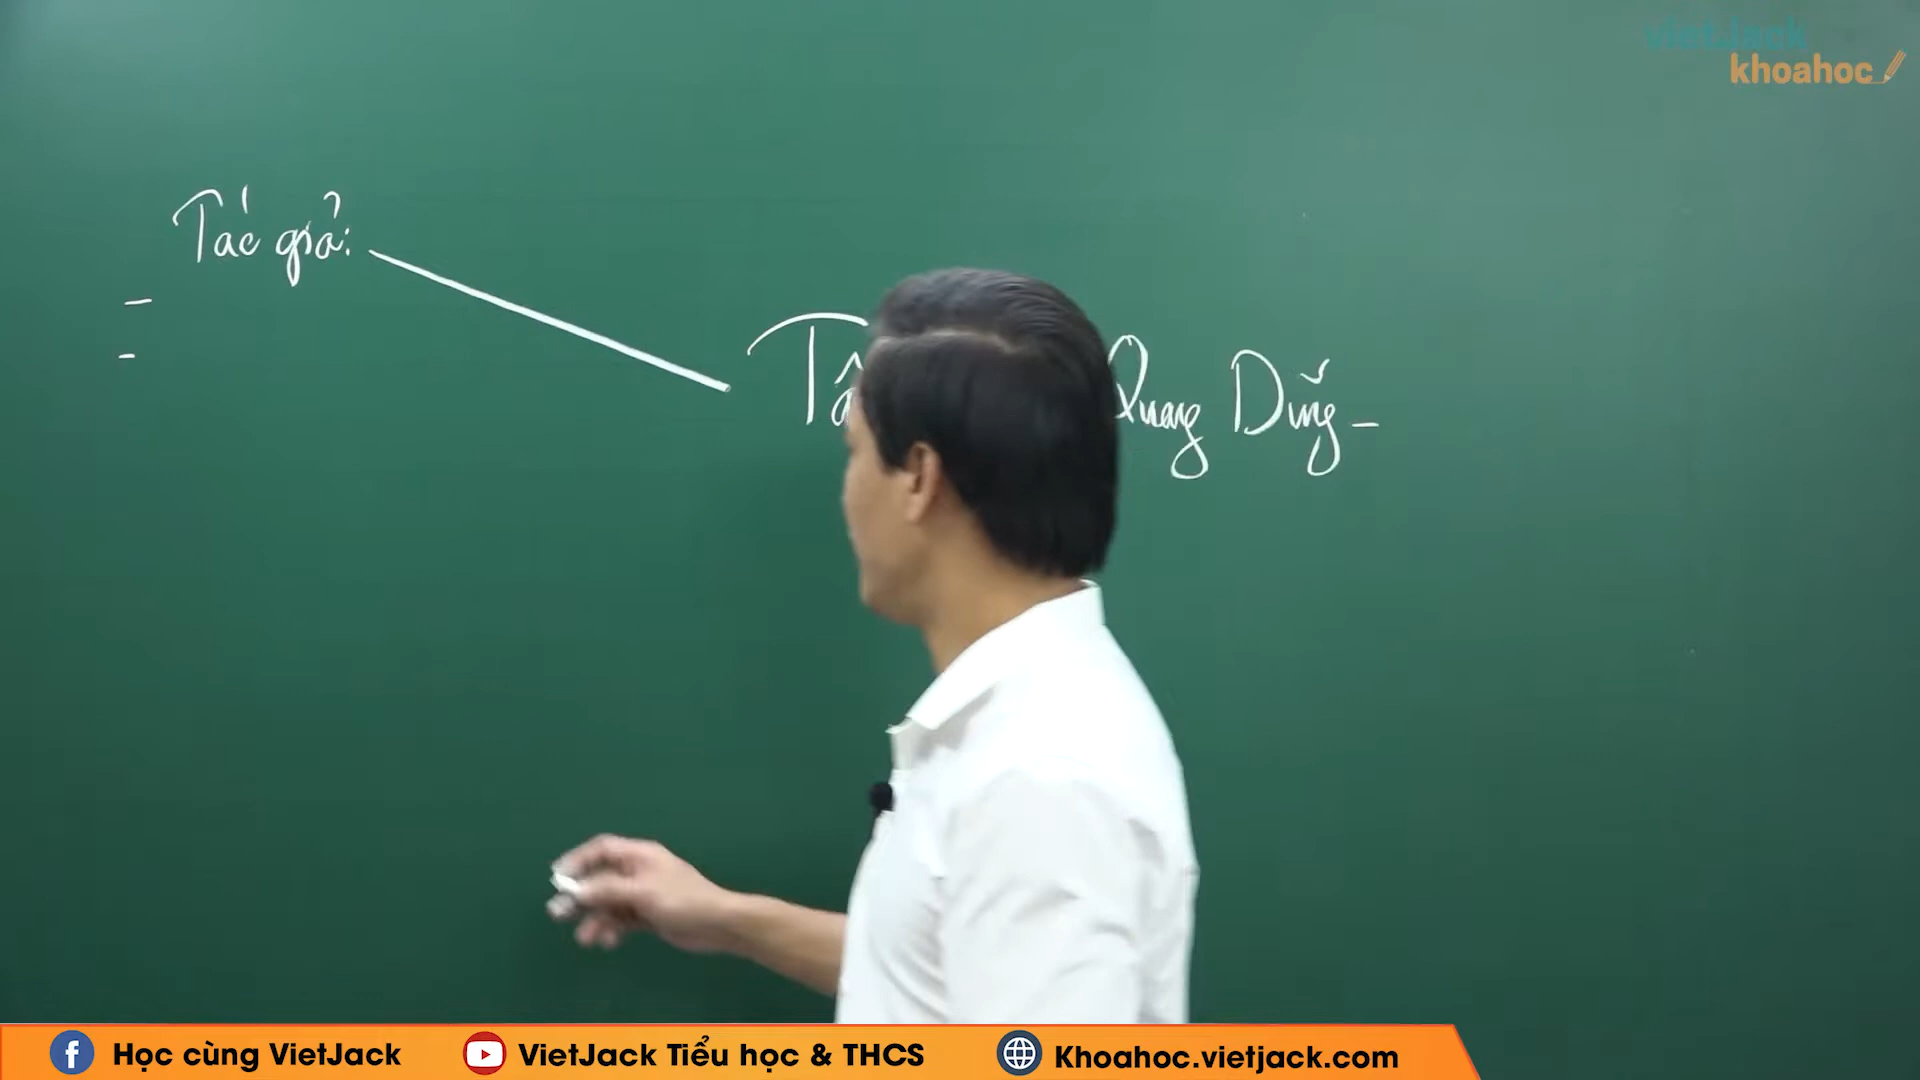 vietJack
khoahoc
Tác giả:
-
-
Quang Dũng -
Học cùng VietJack
VietJack Tiểu học & THCS
Khoahoc.vietjack.com